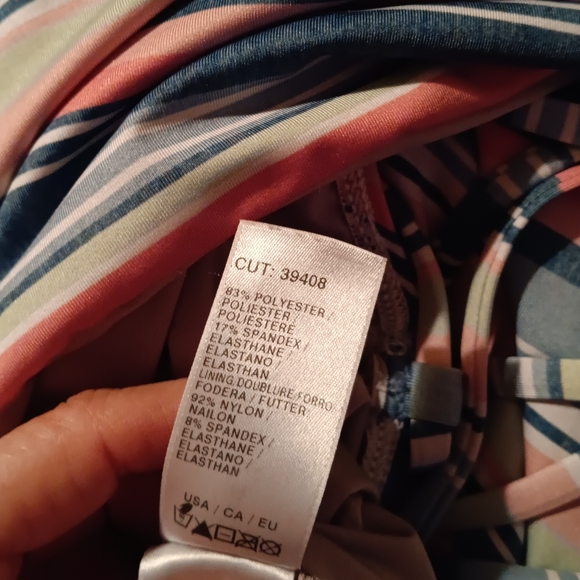 CUT: 39408
83% POLYESTER /
POLIESTER /
POLIESTERE
17% SPANDEX /
ELASTHANE /
ELASTANO /
ELASTHAN
LINING/DOUBLURE/FORRO
FODERA / FUTTER
92% NYLON /
NAILON
8% SPANDEX /
ELASTHANE /
ELASTANO /
ELASTHAN
USA / CA / EU